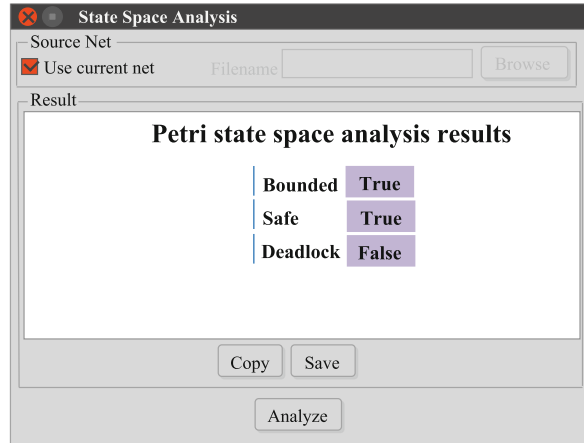 State Space Analysis
Source Net
Use current net Filename Browse
Result
Petri state space analysis results
Bounded True
Safe True
Deadlock False
Copy Save
Analyze